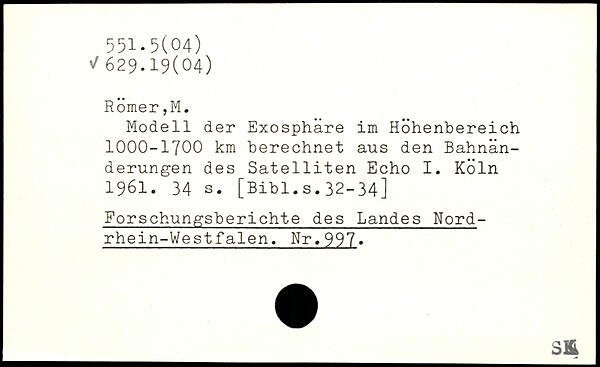 551.5(04)
√ 629.19(04)
Römer,M.
Modell der Exosphäre im Höhenbereich
1000-1700 km berechnet aus den Bahnän-
derungen des Satelliten Echo I. Köln
1961. 34 s. [Bibl.s.32-34]
Forschungsberichte des Landes Nord-
rhein-Westfalen. Nr.997.